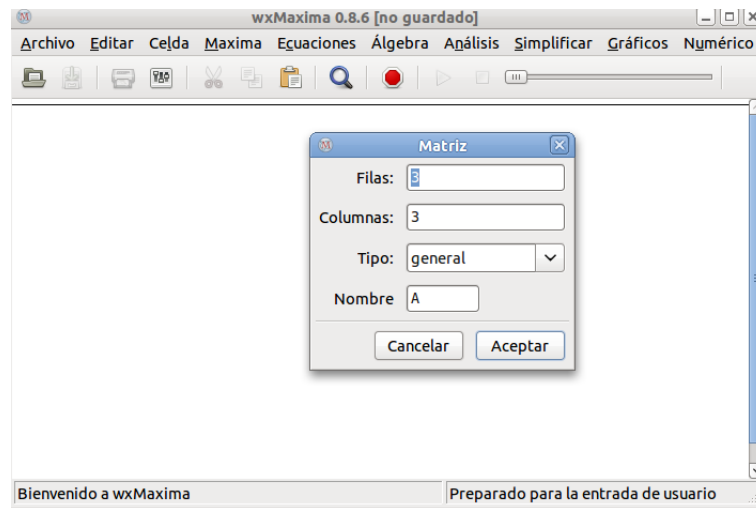 wxMaxima 0.8.6 [no guardado]
Archivo Editar Celda Maxima Ecuaciones Álgebra Análisis Simplificar Gráficos Numérico
Matriz
Filas: 3
Columnas: 3
Tipo: general
Nombre A
Cancelar Aceptar
Bienvenido a wxMaxima Preparado para la entrada de usuario